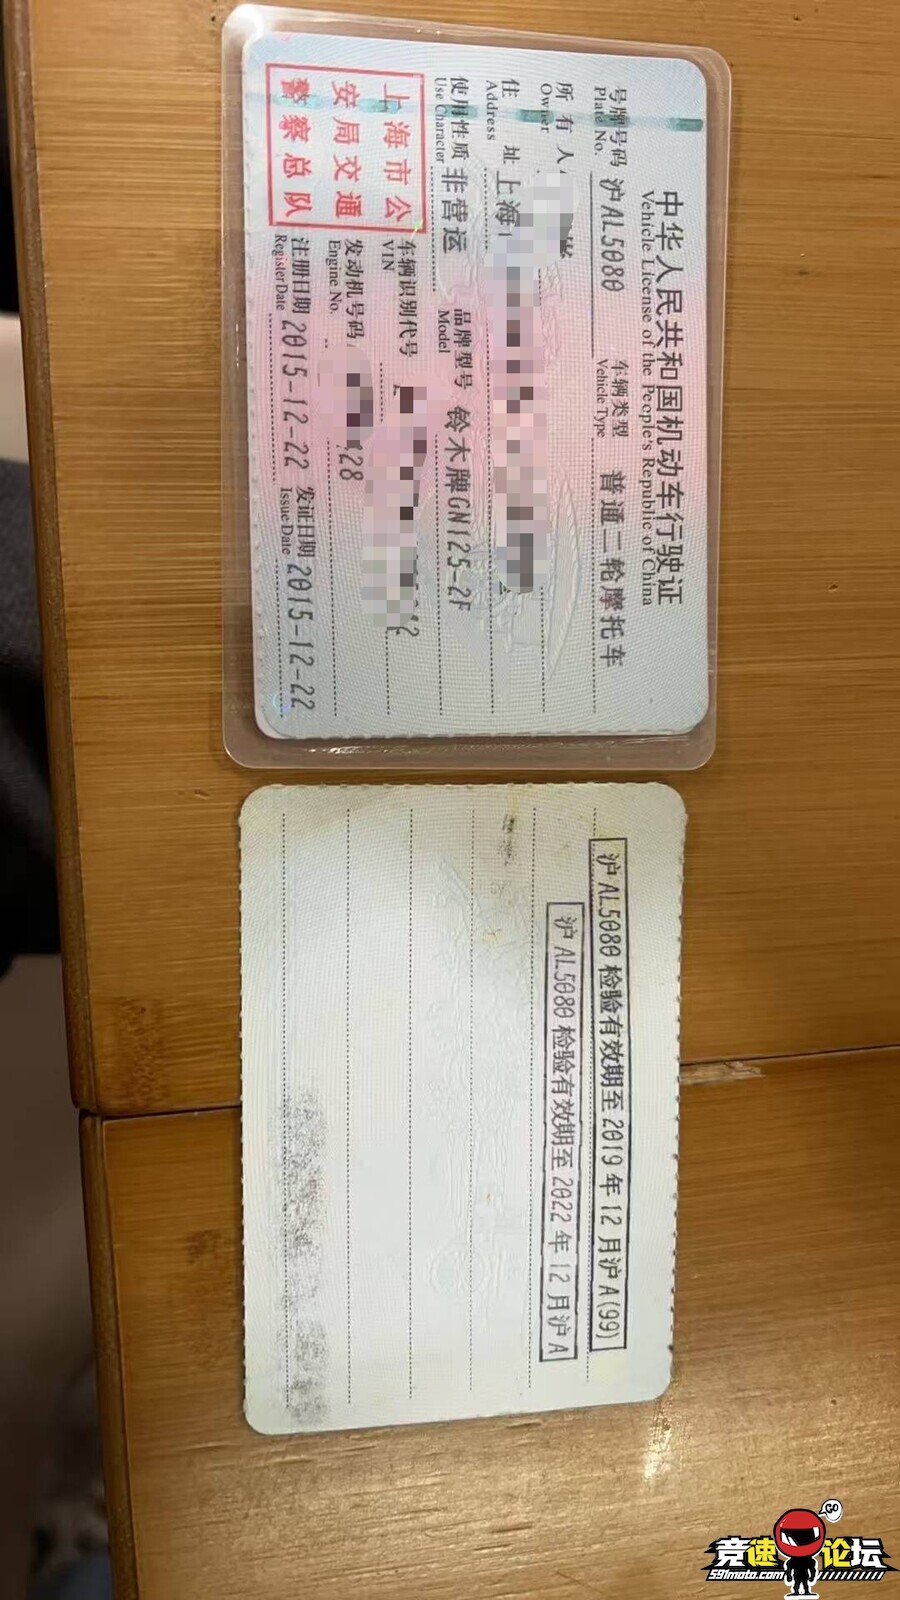 中华人民共和国机动车行驶证
Vehicle License of the People's Republic of China
号牌号码 沪AL5080 车辆类型 普通二轮摩托车
Plate No. Vehicle Type
所有人
Owner
住址 上海
Address
使用性质 非营运 品牌型号 铃木牌GN125-2F
Use Character Model
上海市公
安局交通
警察总队
车辆识别代号
VIN
发动机号码 428
Engine No.
注册日期 2015-12-22 发证日期 2015-12-22
Register Date Issue Date
沪AL5080检验有效期至2019年12月沪A(99)
沪AL5080检验有效期至2022年12月沪A
GO
竞速论坛
591moto.com